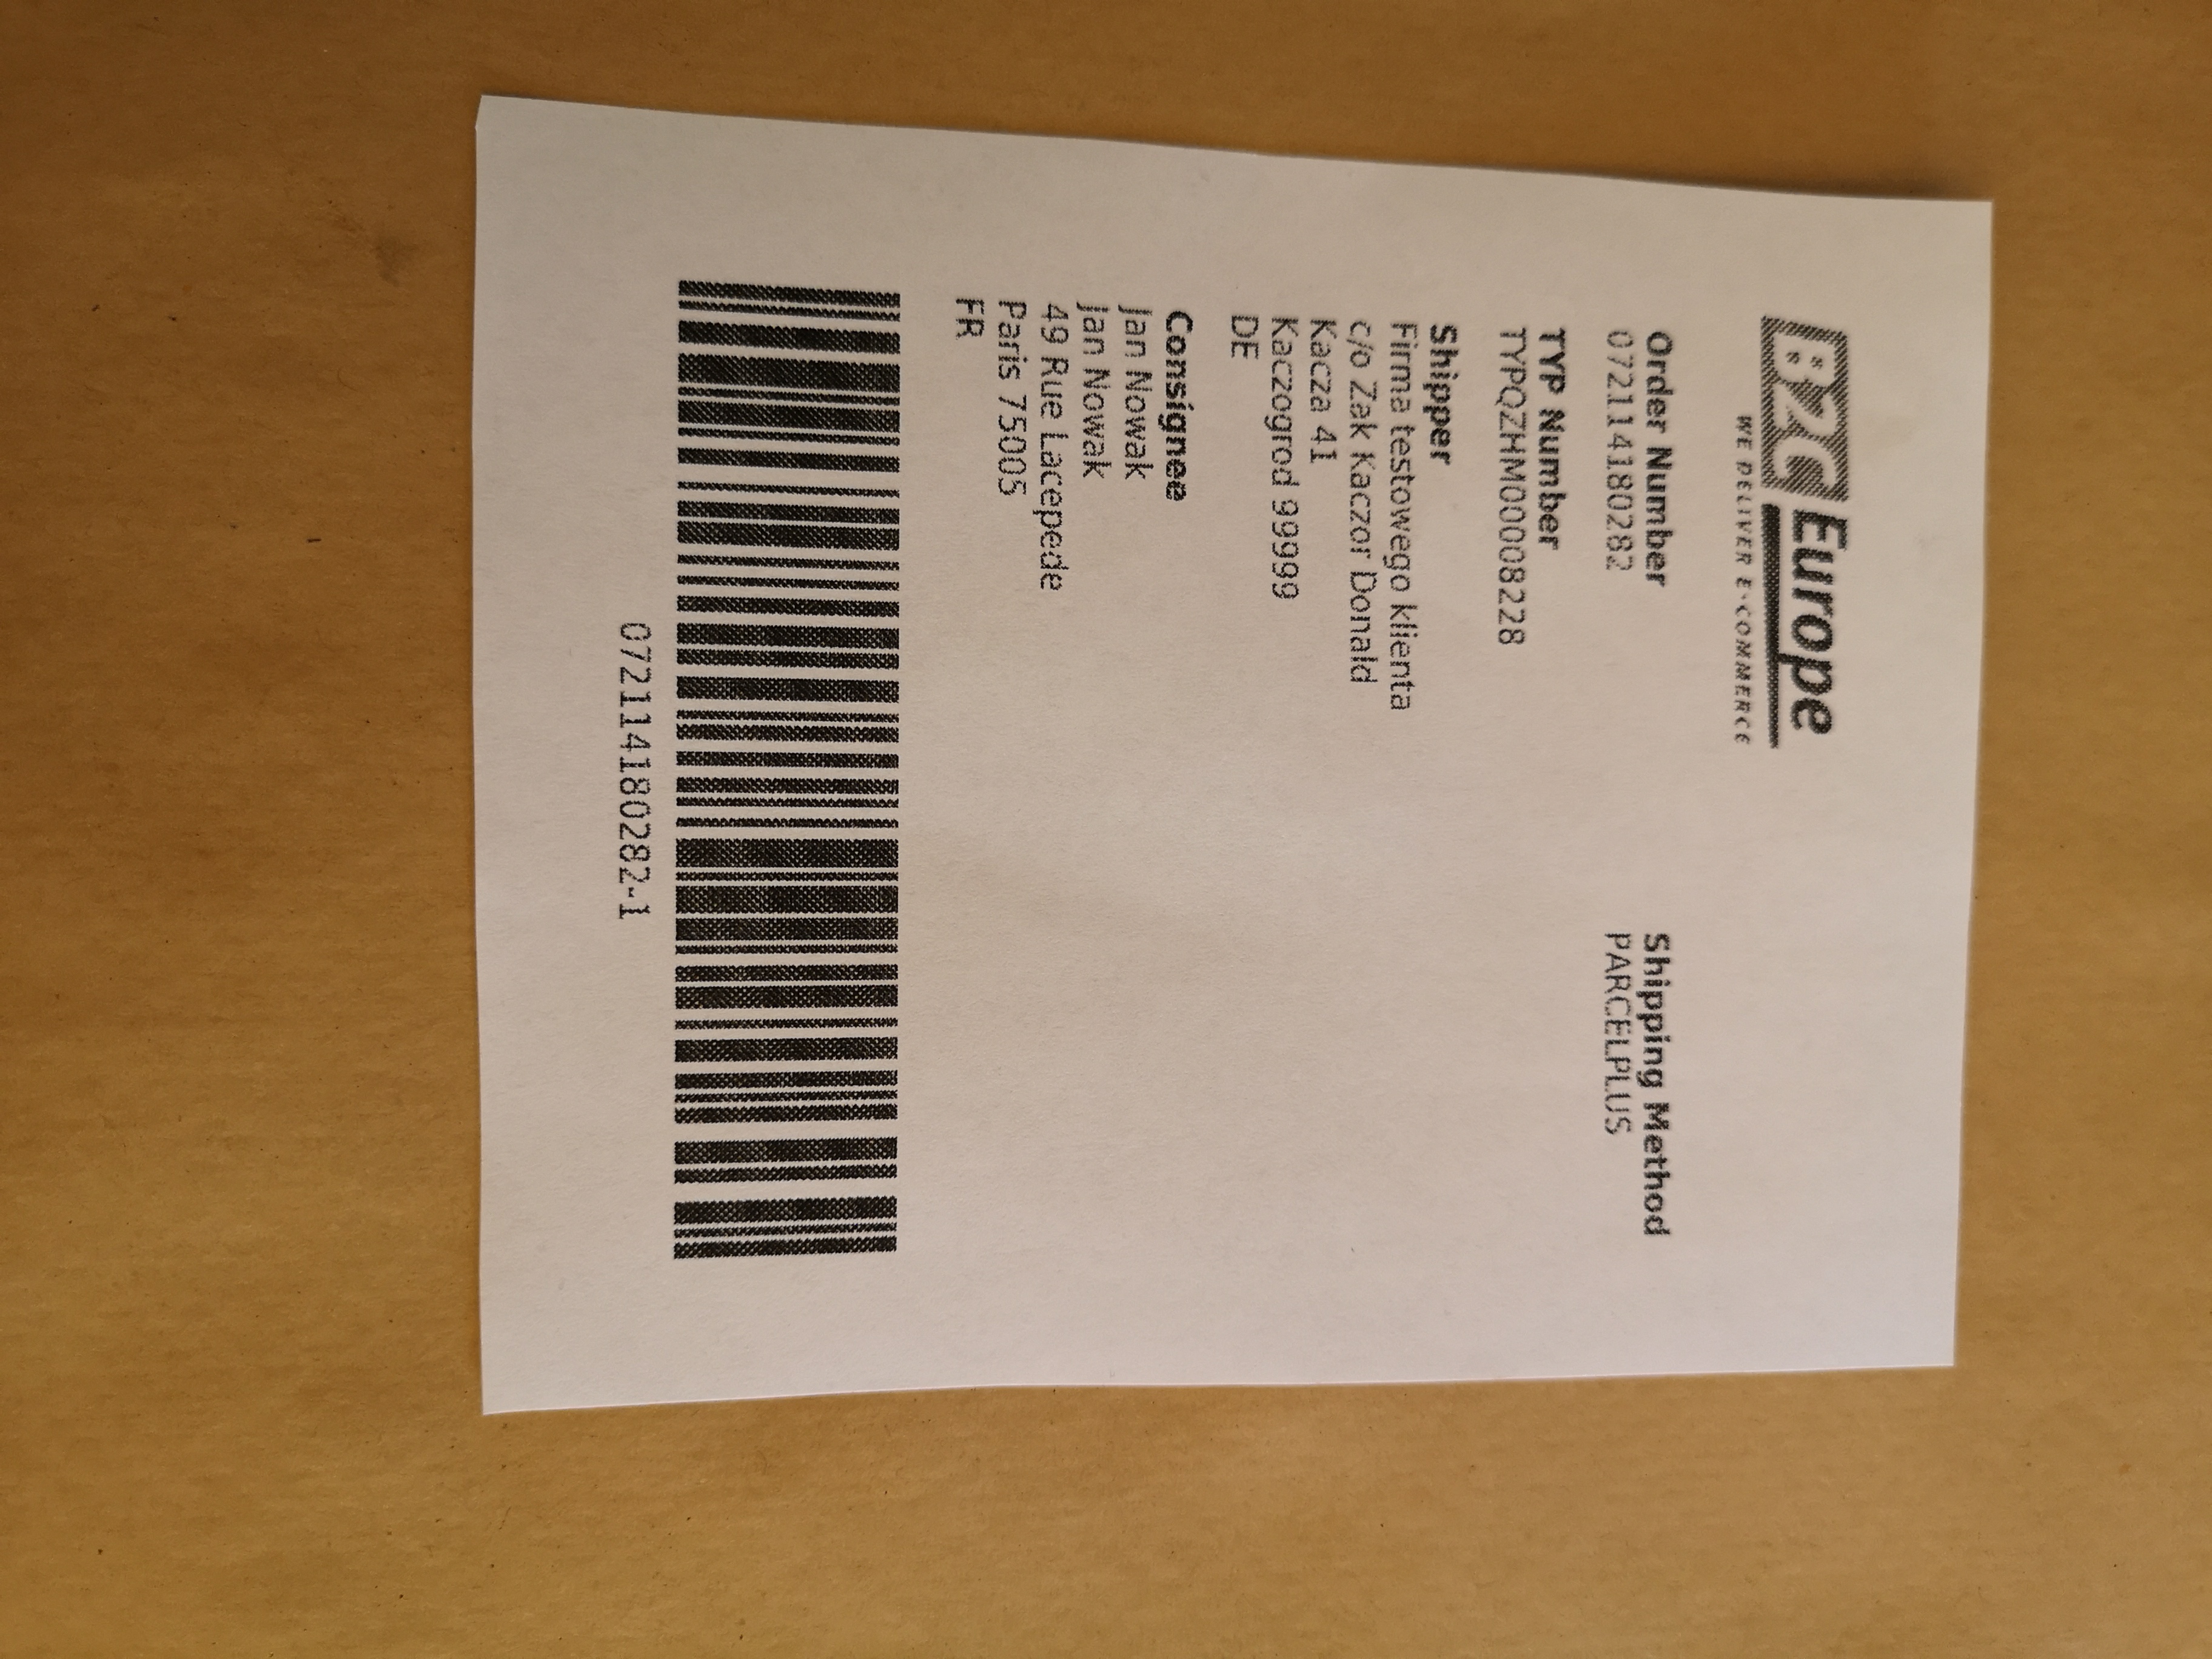 B2C Europe
WE DELIVER E-COMMERCE
Order Number
072114180282
Shipping Method
PARCELPLUS
TYP Number
TYPQZHM00008228
Shipper
Firma testowego klienta
c/o Zak Kaczor Donald
Kacza 41
Kaczogrod 99999
DE
Consignee
Jan Nowak
Jan Nowak
49 Rue Lacepede
Paris 75005
FR
072114180282-1